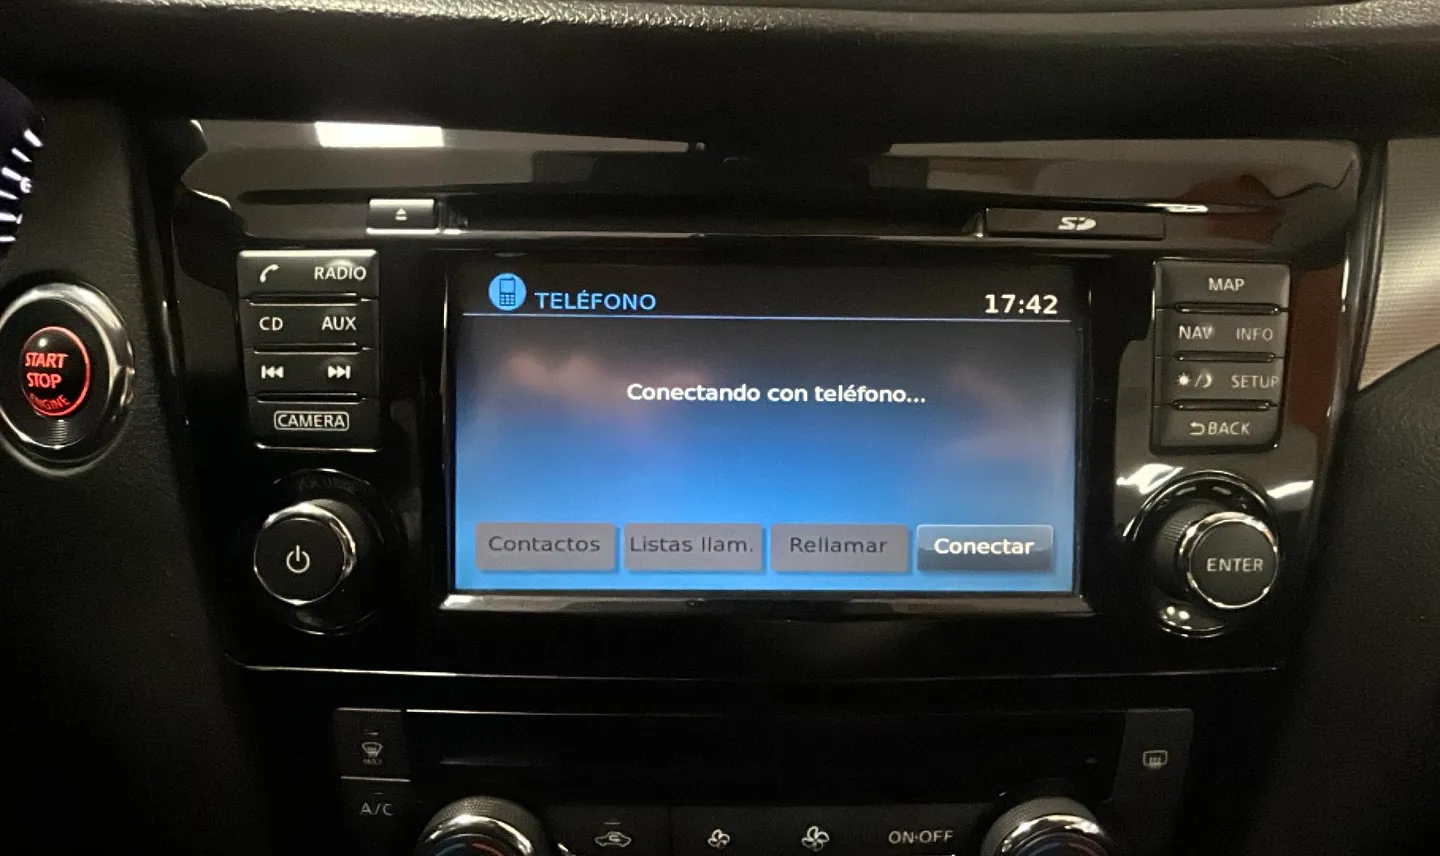 SD
RADIO
CD AUX
CAMERA
START
STOP
ENGINE
TELÉFONO 17:42
Conectando con teléfono...
Contactos Listas llam. Rellamar Conectar
MAP
NAV INFO
SETUP
BACK
VOLUME
ENTER
A/C
ON·OFF